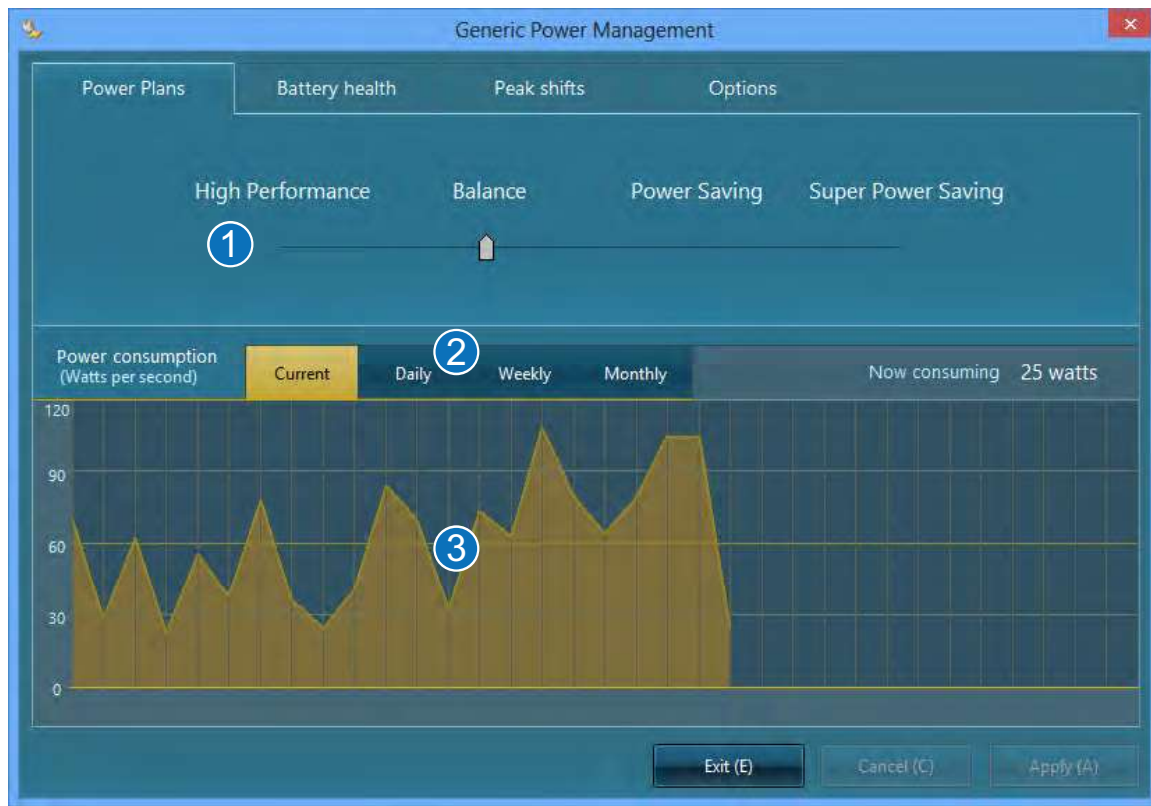 Generic Power Management
Power Plans Battery health Peak shifts Options
High Performance Balance Power Saving Super Power Saving
1
2
Power consumption
(Watts per second)
Current Daily Weekly Monthly
Now consuming 25 watts
120
90
60
3
30
0
Exit (E) Cancel (C) Apply (A)